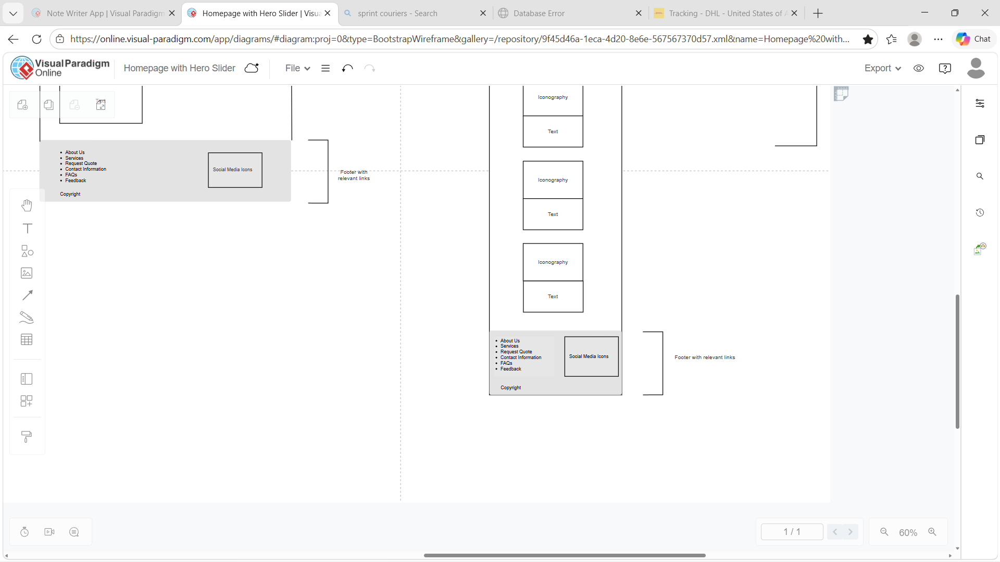 Note Writer App | Visual Paradigm
Homepage with Hero Slider | Visua
sprint couriers - Search
Database Error
Tracking - DHL - United States of A
https://online.visual-paradigm.com/app/diagrams/#diagram:proj=0&type=BootstrapWireframe&gallery=/repository/9f45d46a-1eca-4d20-8e6e-567567370d57.xml&name=Homepage%20with...
Chat
Visual Paradigm
Online
Homepage with Hero Slider
File
Export
Text
Iconography
Text
• About Us
• Services
• Request Quote
• Contact Information
• FAQs
• Feedback
Copyright
Social Media Icons
Footer with
relevant links
Iconography
Text
Iconography
Text
• About Us
• Services
• Request Quote
• Contact Information
• FAQs
• Feedback
Copyright
Social Media Icons
Footer with relevant links
1 / 1
60%